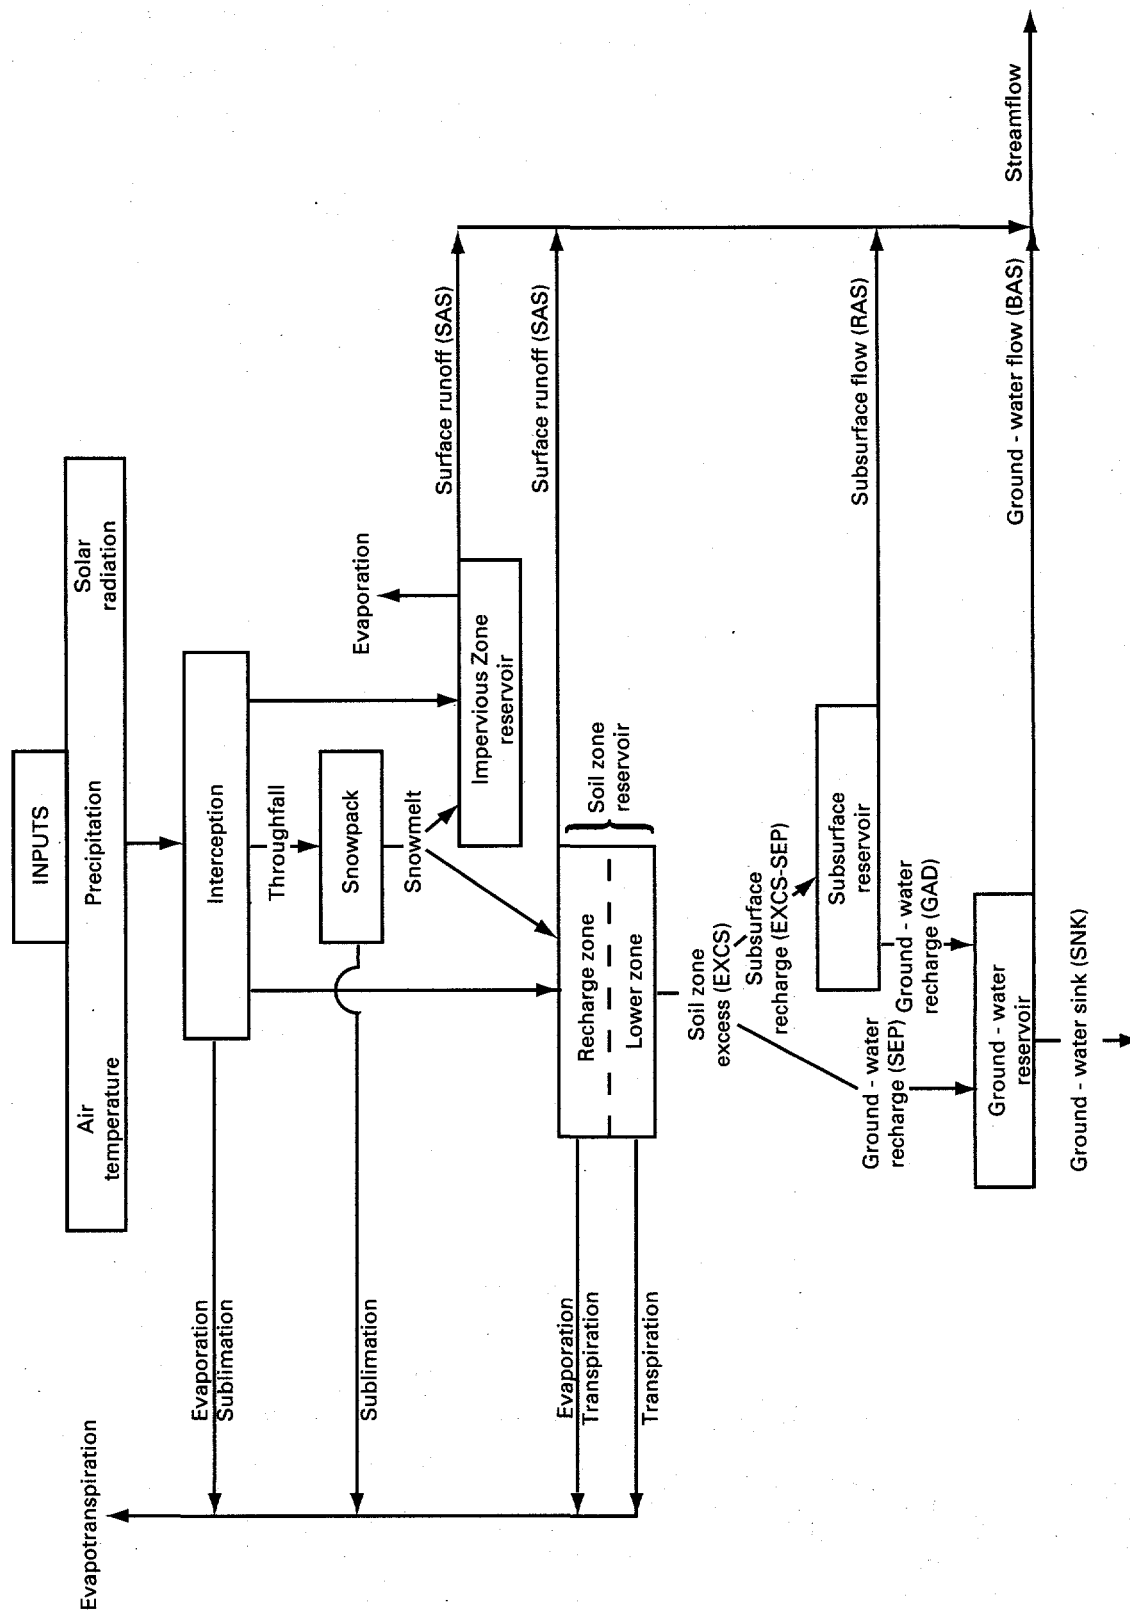 INPUTS
Air
temperature
Precipitation
Solar
radiation
Evapotranspiration
Interception
Evaporation
Sublimation
Throughfall
Snowpack
Sublimation
Snowmelt
Evaporation
Impervious Zone
reservoir
Surface runoff (SAS)
Surface runoff (SAS)
Evaporation
Transpiration
Recharge zone
Lower zone
Soil zone
reservoir
Transpiration
Soil zone
excess (EXCS)
Subsurface
recharge (EXCS-SEP)
Subsurface
reservoir
Subsurface flow (RAS)
Ground - water
recharge (SEP)
Ground - water
recharge (GAD)
Ground - water
reservoir
Ground - water flow (BAS)
Streamflow
Ground - water sink (SNK)